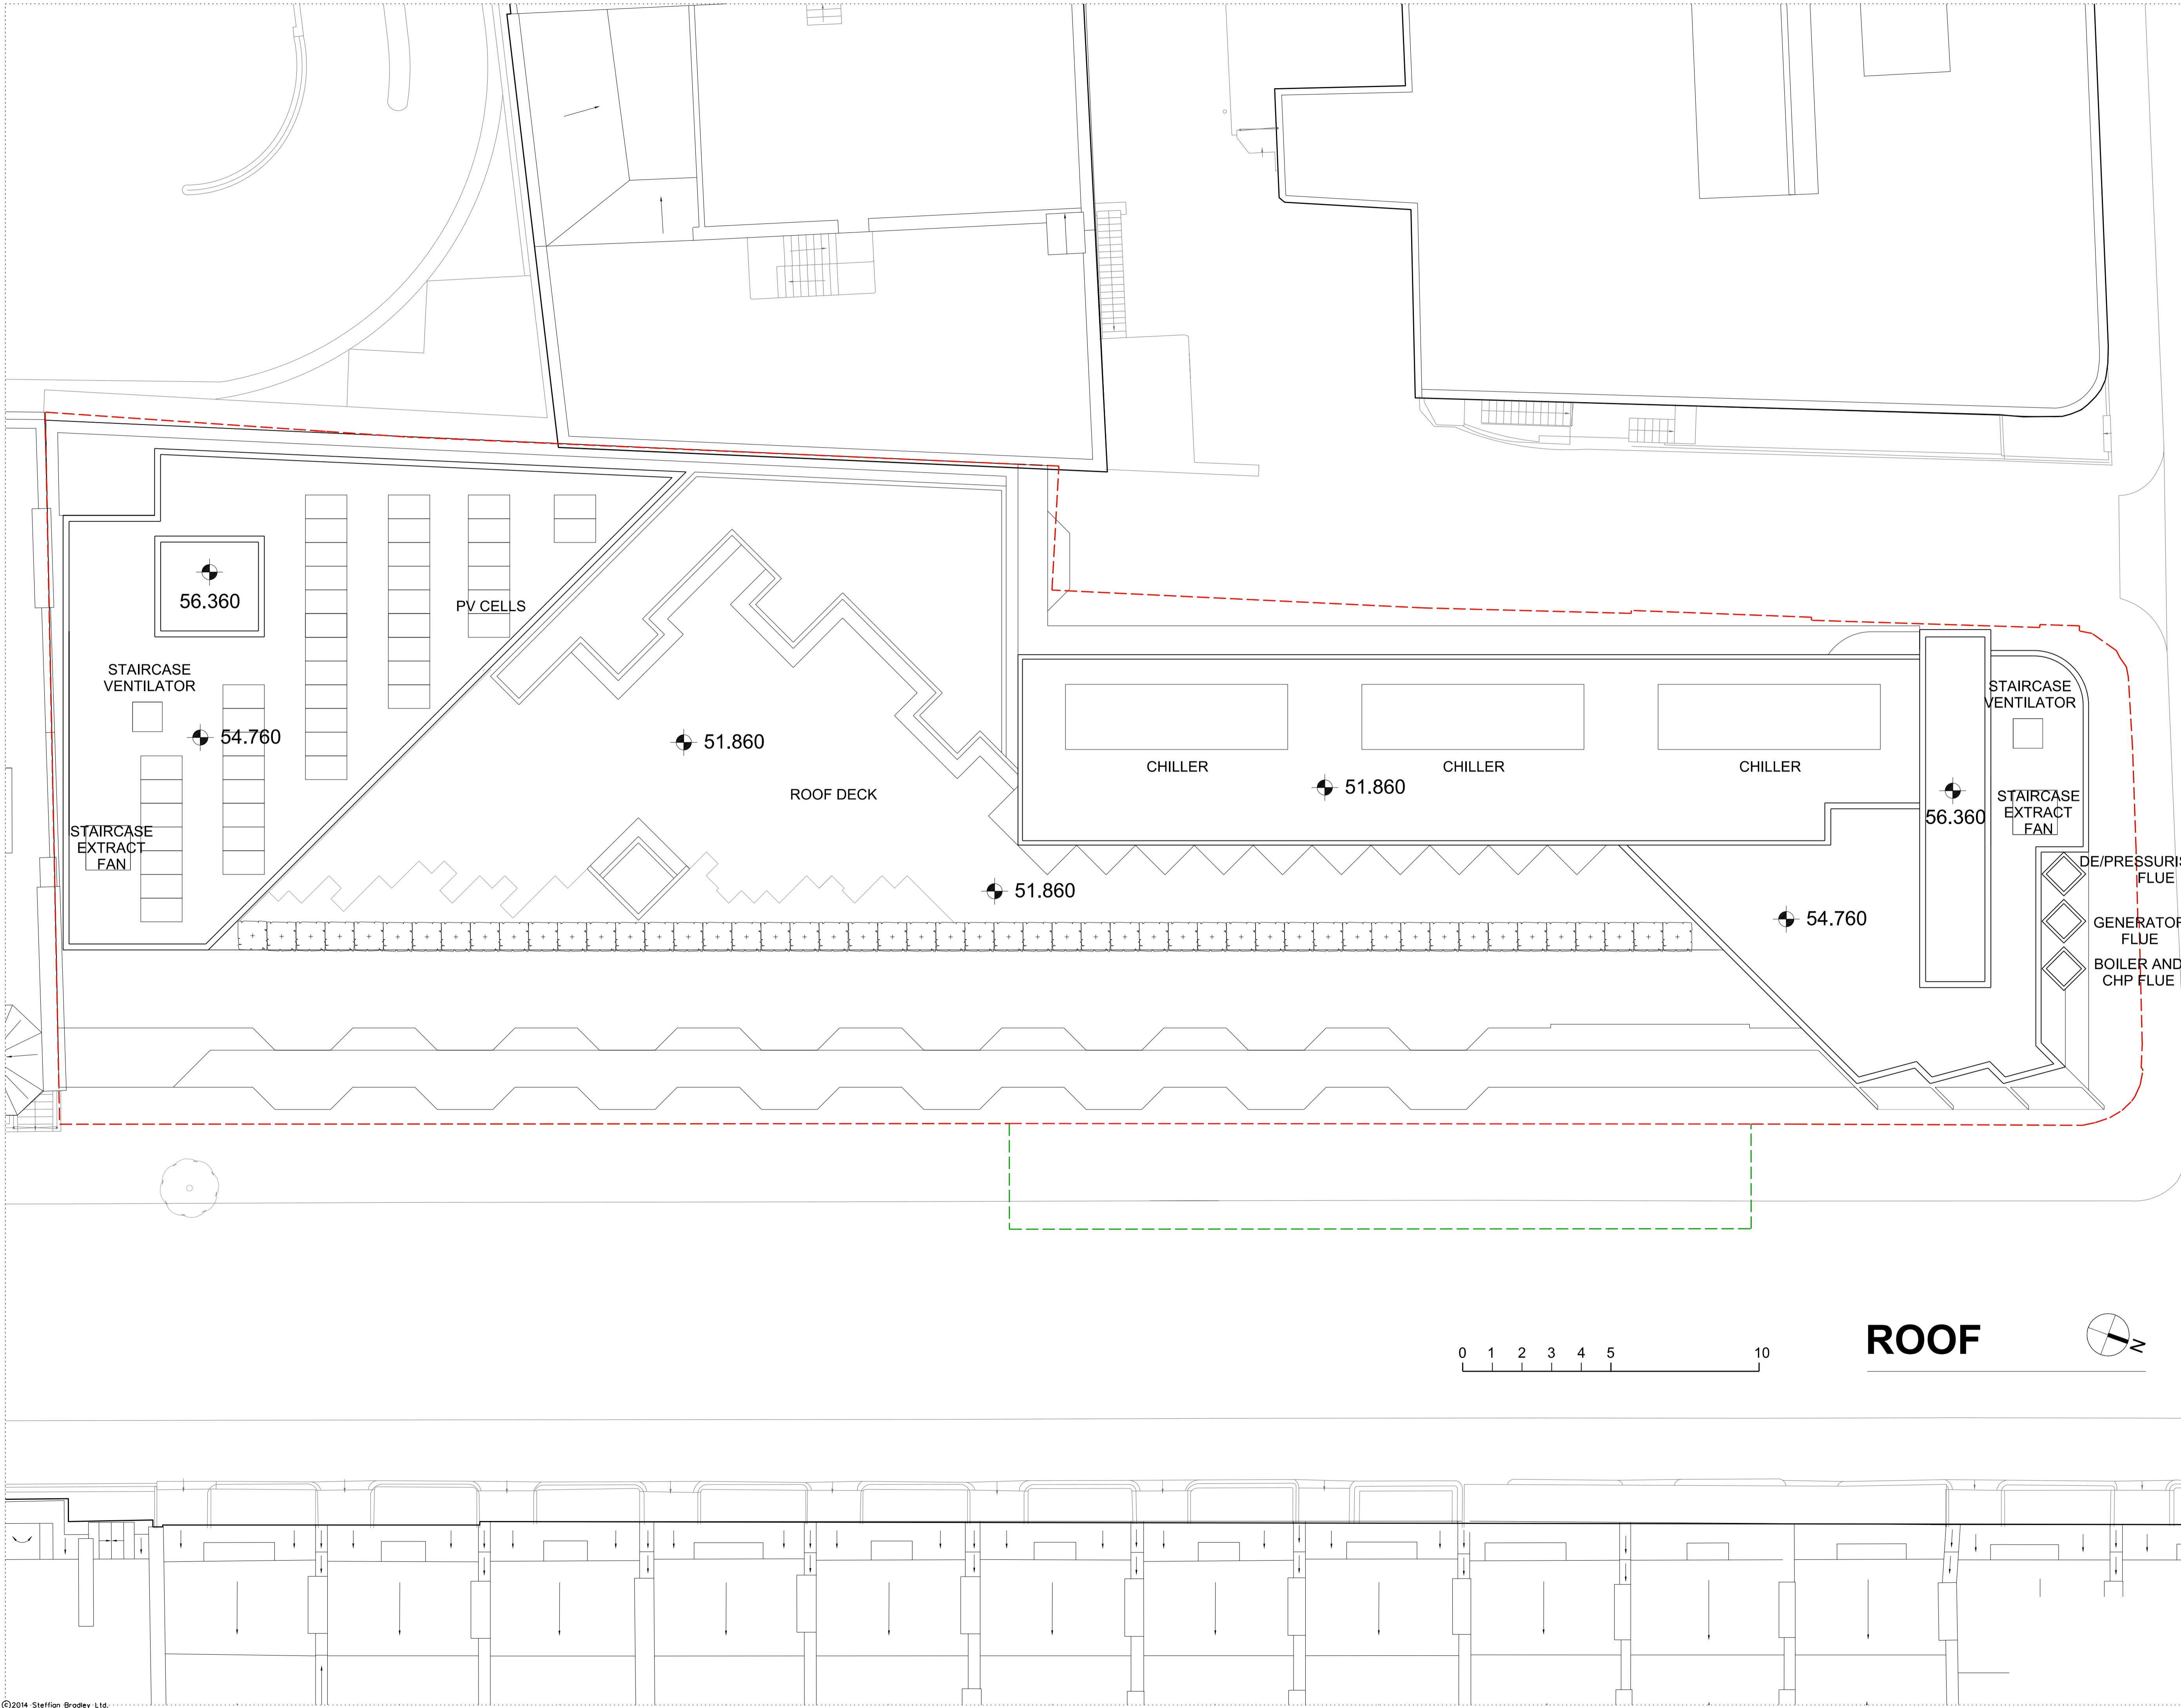 56.360
PV CELLS
STAIRCASE
VENTILATOR
54.760
STAIRCASE
EXTRACT
FAN
51.860
ROOF DECK
51.860
CHILLER
CHILLER
CHILLER
51.860
STAIRCASE
VENTILATOR
56.360
STAIRCASE
EXTRACT
FAN
54.760
FLUE
GENERATOR
FLUE
BOILER AND
CHP FLUE
0 1 2 3 4 5 10
ROOF
N
©2014 Steffian Bradley Ltd.